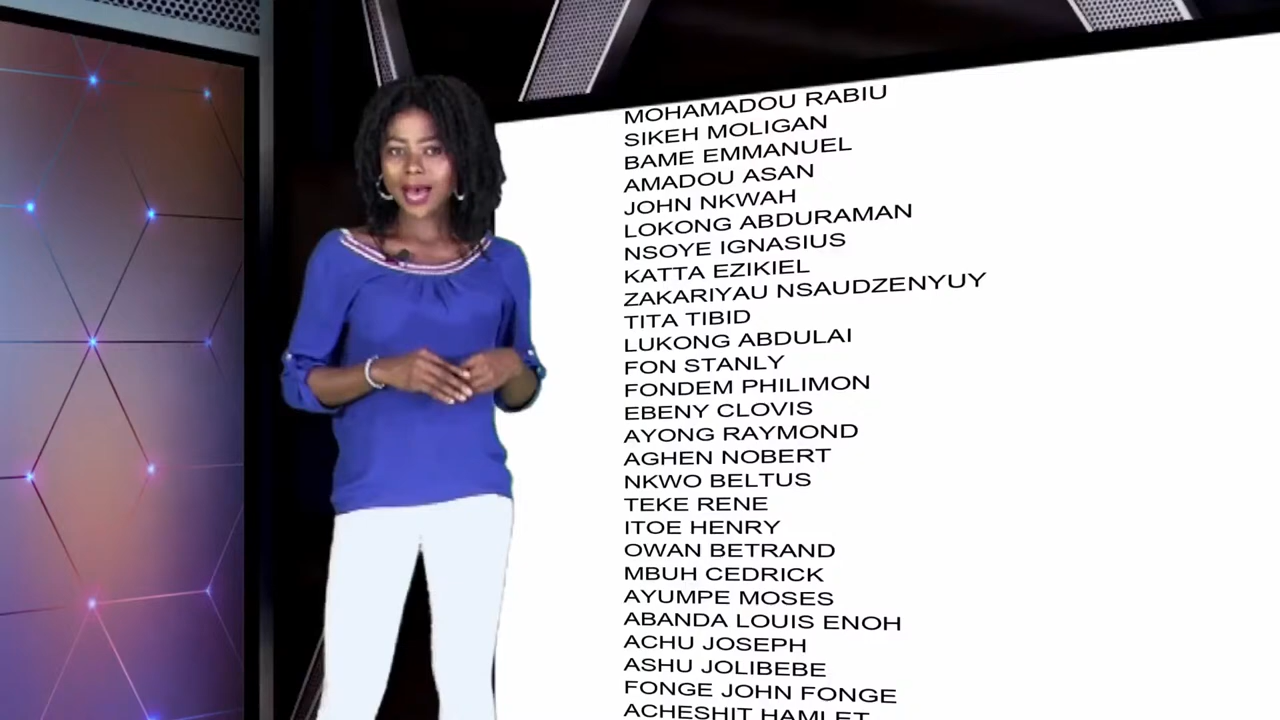 MOHAMADOU RABIU
SIKEH MOLIGAN
BAME EMMANUEL
AMADOU ASAN
JOHN NKWAH
LOKONG ABDURAMAN
NSOYE IGNASIUS
KATTA EZIKIEL
ZAKARIYAU NSAUDZENYUY
TITA TIBID
LUKONG ABDULAI
FON STANLY
FONDEM PHILIMON
EBENY CLOVIS
AYONG RAYMOND
AGHEN NOBERT
NKWO BELTUS
TEKE RENE
ITOE HENRY
OWAN BETRAND
MBUH CEDRICK
AYUMPE MOSES
ABANDA LOUIS ENOH
ACHU JOSEPH
ASHU JOLIBEBE
FONGE JOHN FONGE
ACHESHIT HAMLET